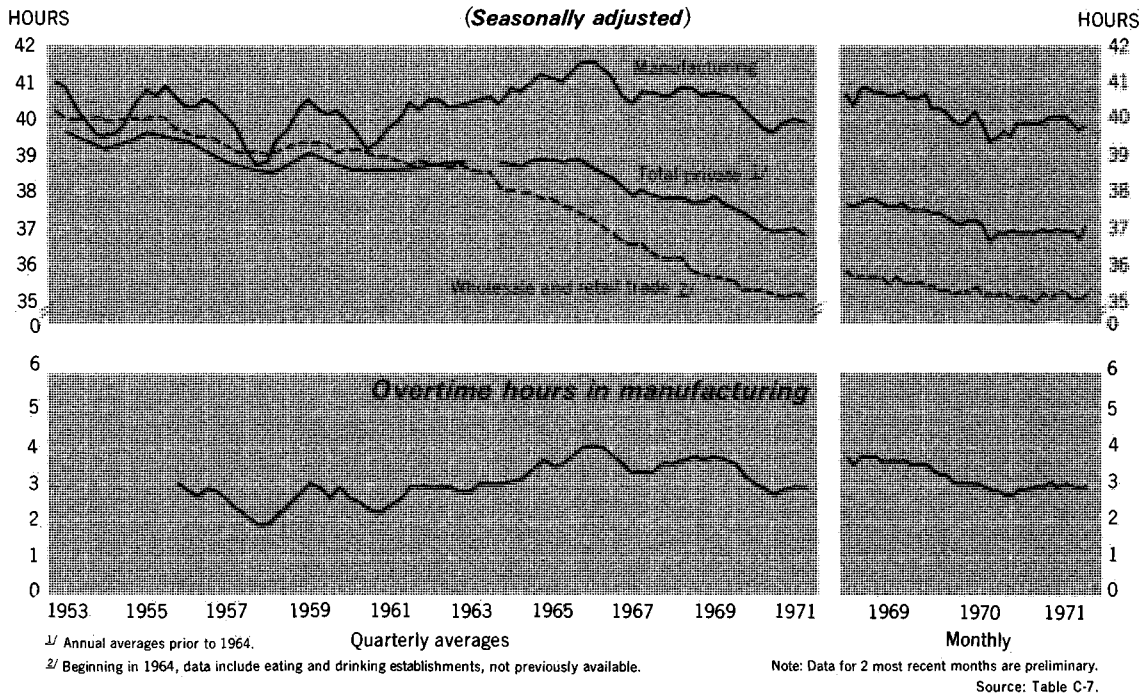 HOURS (Seasonally adjusted) HOURS
42 42
41 Manufacturing 41
40 40
39 39
38 Total private 1/ 38
37 37
36 36
35 Wholesale and retail trade 2/ 35
0 0
6 Overtime hours in manufacturing 6
5 5
4 4
3 3
2 2
1 1
0 0
1953 1955 1957 1959 1961 1963 1965 1967 1969 1971 1969 1970 1971
1/ Annual averages prior to 1964. Quarterly averages Monthly
2/ Beginning in 1964, data include eating and drinking establishments, not previously available. Note: Data for 2 most recent months are preliminary.
Source: Table C-7.